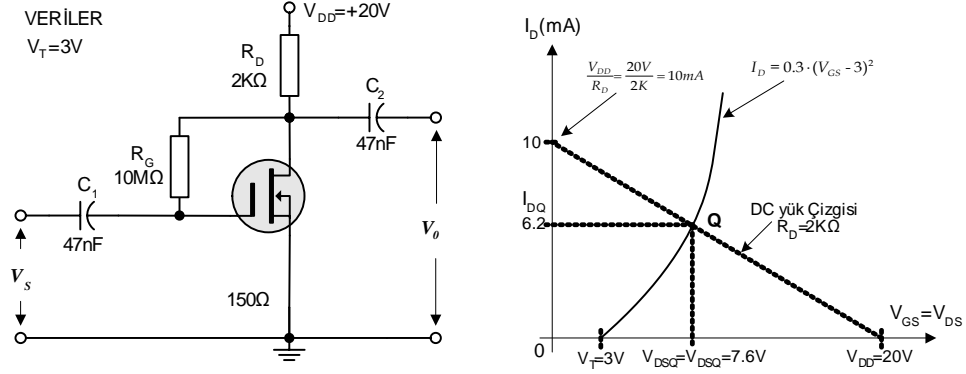 VERİLER
V_T=3V
V_DD=+20V
R_D
2KΩ
C_2
47nF
R_G
10MΩ
C_1
47nF
V_S
V_0
150Ω
I_D(mA)
V_DD/R_D = 20V/2K = 10mA
I_D = 0.3·(V_GS - 3)²
10
I_DQ
6.2
Q
DC yük Çizgisi
R_D=2KΩ
V_GS=V_DS
0
V_T=3V
V_DSQ=V_DSQ=7.6V
V_DD=20V